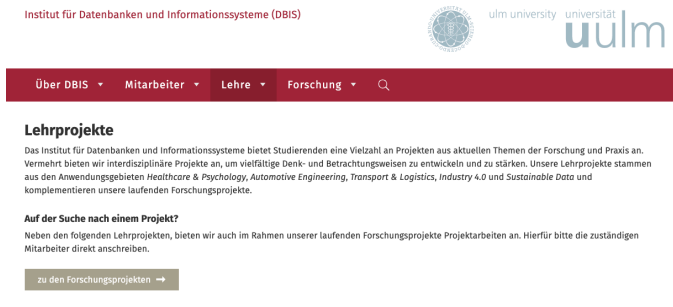 Institut für Datenbanken und Informationssysteme (DBIS)
ulm university universität
uulm
Über DBIS Mitarbeiter Lehre Forschung
Lehrprojekte
Das Institut für Datenbanken und Informationssysteme bietet Studierenden eine Vielzahl an Projekten aus aktuellen Themen der Forschung und Praxis an.
Vermehrt bieten wir interdisziplinäre Projekte an, um vielfältige Denk- und Betrachtungsweisen zu entwickeln und zu stärken. Unsere Lehrprojekte stammen
aus den Anwendungsgebieten Healthcare & Psychology, Automotive Engineering, Transport & Logistics, Industry 4.0 und Sustainable Data und
komplementieren unsere laufenden Forschungsprojekte.
Auf der Suche nach einem Projekt?
Neben den folgenden Lehrprojekten, bieten wir auch im Rahmen unserer laufenden Forschungsprojekte Projektarbeiten an. Hierfür bitte die zuständigen
Mitarbeiter direkt anschreiben.
zu den Forschungsprojekten →